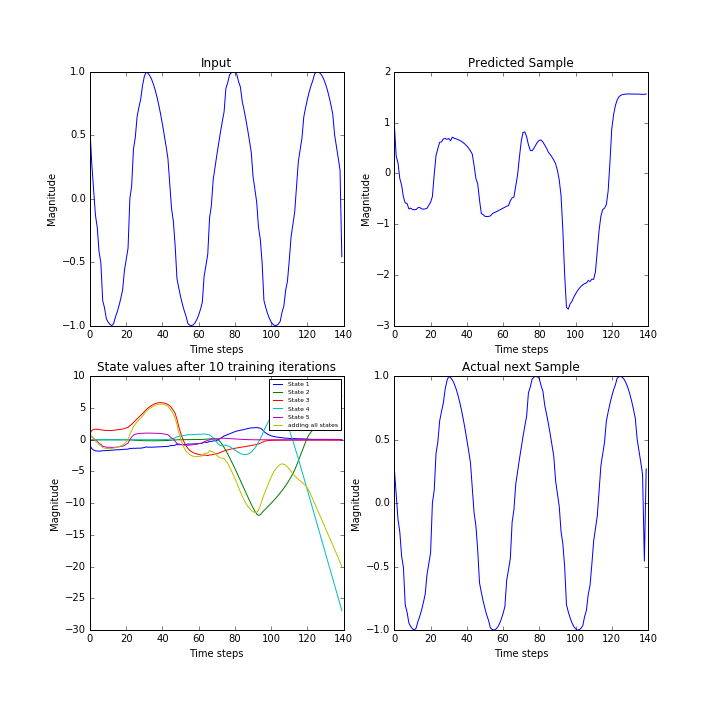 Input
Magnitude
1.0
0.5
0.0
−0.5
−1.0
0 20 40 60 80 100 120 140
Time steps
Predicted Sample
Magnitude
2
1
0
−1
−2
−3
0 20 40 60 80 100 120 140
Time steps
State values after 10 training iterations
Magnitude
10
5
0
−5
−10
−15
−20
−25
−30
State 1
State 2
State 3
State 4
State 5
adding all states
0 20 40 60 80 100 120 140
Time steps
Actual next Sample
Magnitude
1.0
0.5
0.0
−0.5
−1.0
0 20 40 60 80 100 120 140
Time steps